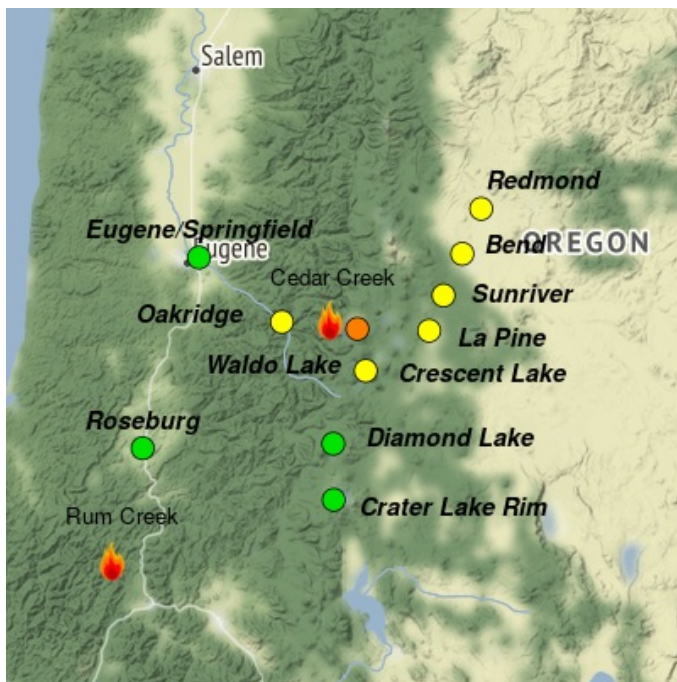 Salem
Redmond
Eugene/Springfield
Eugene
Bend
OREGON
Cedar Creek
Sunriver
Oakridge
La Pine
Waldo Lake
Crescent Lake
Roseburg
Diamond Lake
Crater Lake Rim
Rum Creek